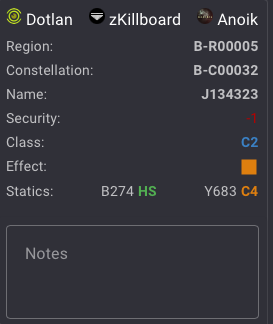 Dotlan zKillboard Anoik
Region: B-R00005
Constellation: B-C00032
Name: J134323
Security: -1
Class: C2
Effect:
Statics: B274 HS Y683 C4
Notes